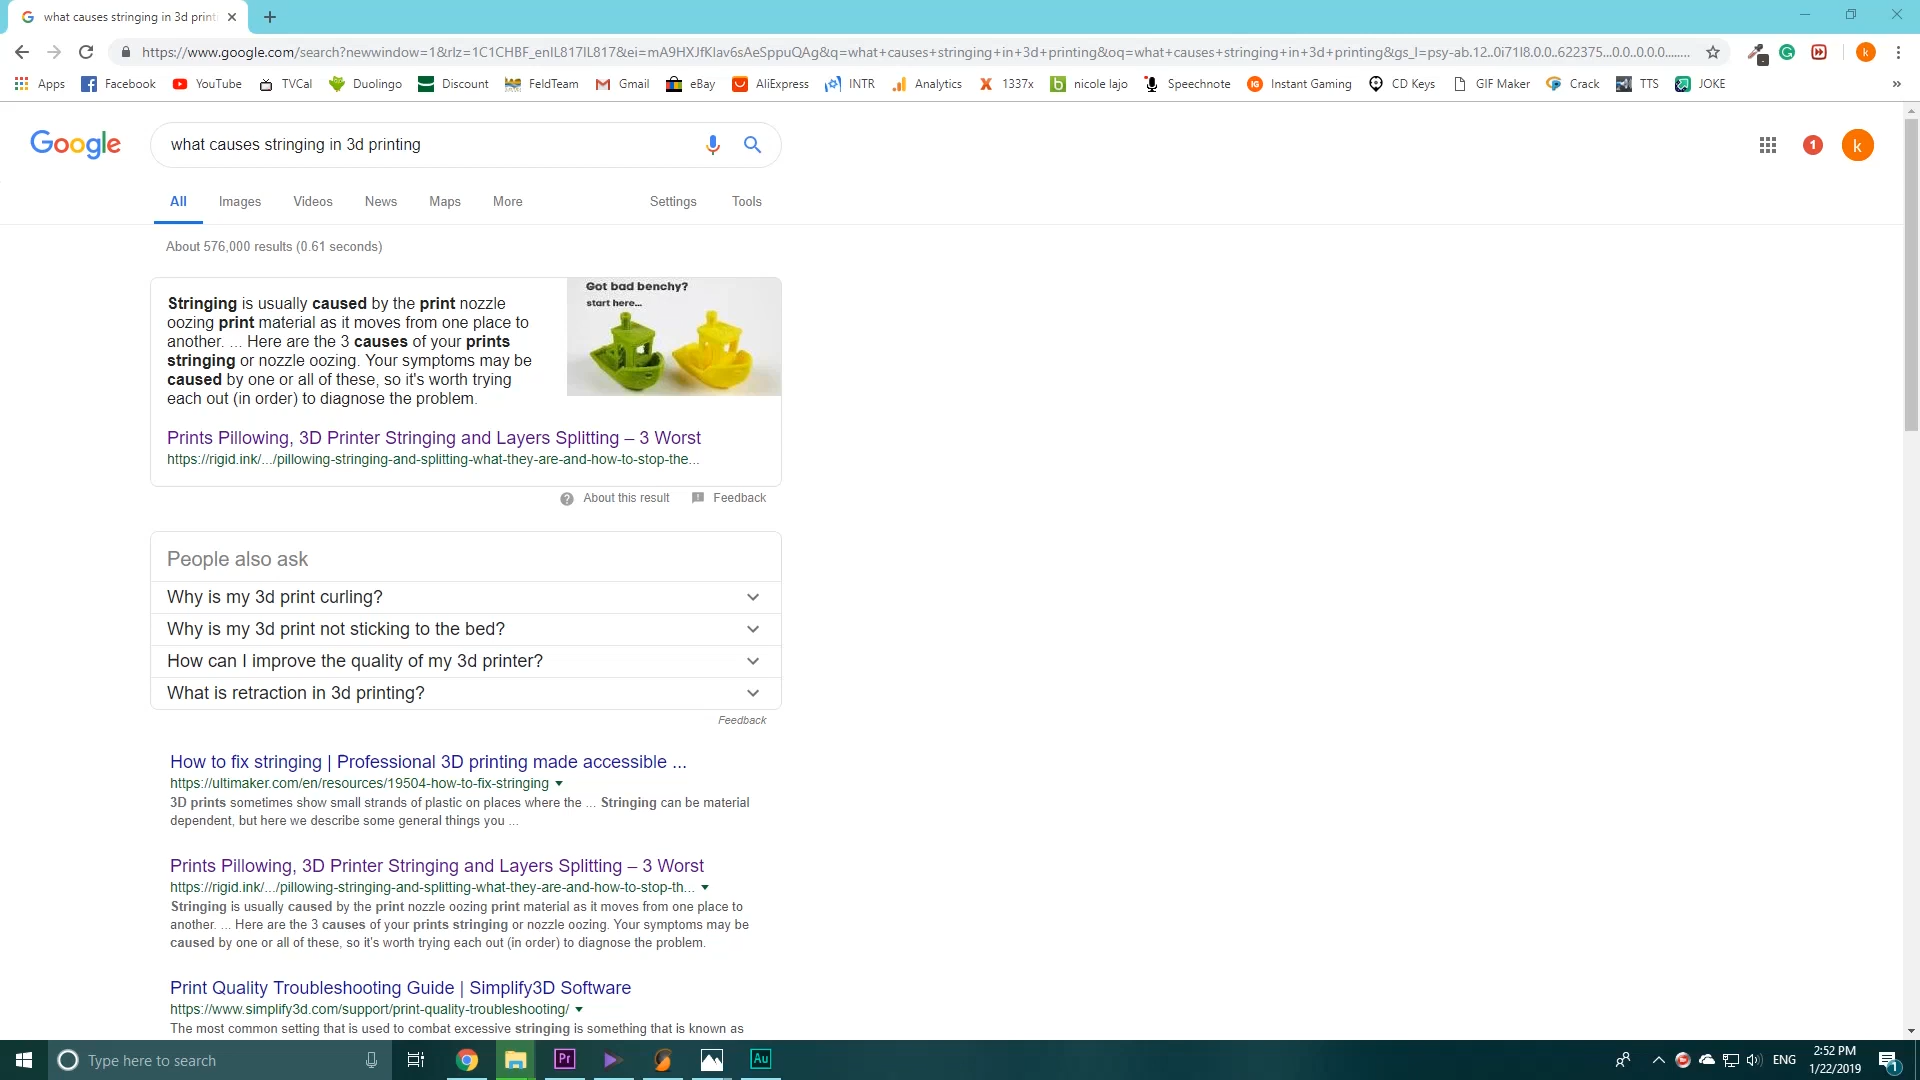 what causes stringing in 3d print
https://www.google.com/search?newwindow=1&rlz=1C1CHBF_enIL817IL817&ei=mA9HXJfKIav6sAeSppuQAg&q=what+causes+stringing+in+3d+printing&oq=what+causes+stringing+in+3d+printing&gs_l=psy-ab.12..0i71l8.0.0..622375...0.0..0.0.0........
Apps Facebook YouTube TVCal Duolingo Discount FeldTeam Gmail eBay AliExpress INTR Analytics 1337x nicole lajo Speechnote Instant Gaming CD Keys GIF Maker Crack TTS JOKE
Google
what causes stringing in 3d printing
1
k
All Images Videos News Maps More Settings Tools
About 576,000 results (0.61 seconds)
Stringing is usually caused by the print nozzle
oozing print material as it moves from one place to
another. ... Here are the 3 causes of your prints
stringing or nozzle oozing. Your symptoms may be
caused by one or all of these, so it's worth trying
each out (in order) to diagnose the problem.
Got bad benchy?
start here...
Prints Pillowing, 3D Printer Stringing and Layers Splitting – 3 Worst
https://rigid.ink/.../pillowing-stringing-and-splitting-what-they-are-and-how-to-stop-the...
About this result Feedback
People also ask
Why is my 3d print curling?
Why is my 3d print not sticking to the bed?
How can I improve the quality of my 3d printer?
What is retraction in 3d printing?
Feedback
How to fix stringing | Professional 3D printing made accessible ...
https://ultimaker.com/en/resources/19504-how-to-fix-stringing
3D prints sometimes show small strands of plastic on places where the ... Stringing can be material
dependent, but here we describe some general things you ...
Prints Pillowing, 3D Printer Stringing and Layers Splitting – 3 Worst
https://rigid.ink/.../pillowing-stringing-and-splitting-what-they-are-and-how-to-stop-th...
Stringing is usually caused by the print nozzle oozing print material as it moves from one place to
another. ... Here are the 3 causes of your prints stringing or nozzle oozing. Your symptoms may be
caused by one or all of these, so it's worth trying each out (in order) to diagnose the problem.
Print Quality Troubleshooting Guide | Simplify3D Software
https://www.simplify3d.com/support/print-quality-troubleshooting/
The most common setting that is used to combat excessive stringing is something that is known as
Type here to search
Pr
Au
ENG
2:52 PM
1/22/2019
1